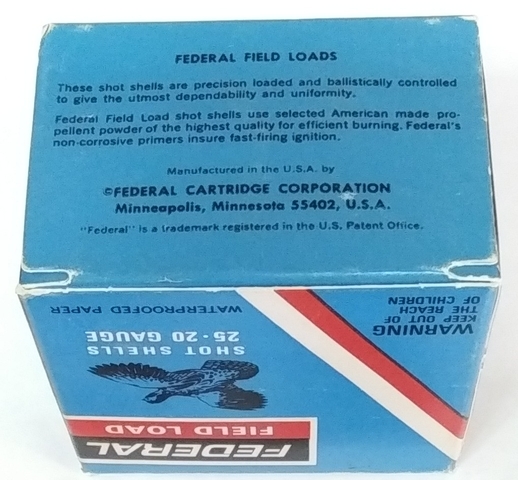 FEDERAL FIELD LOADS
These shot shells are precision loaded and ballistically controlled
to give the utmost dependability and uniformity.
Federal Field Load shot shells use selected American made pro-
pellent powder of the highest quality for efficient burning. Federal's
non-corrosive primers insure fast-firing ignition.
Manufactured in the U.S.A. by
©FEDERAL CARTRIDGE CORPORATION
Minneapolis, Minnesota 55402, U.S.A.
"Federal" is a trademark registered in the U.S. Patent Office.
FEDERAL
FIELD LOAD
SHOT SHELLS
25-20 GAUGE
WATERPROOFED PAPER
WARNING
KEEP OUT OF
THE REACH
OF CHILDREN